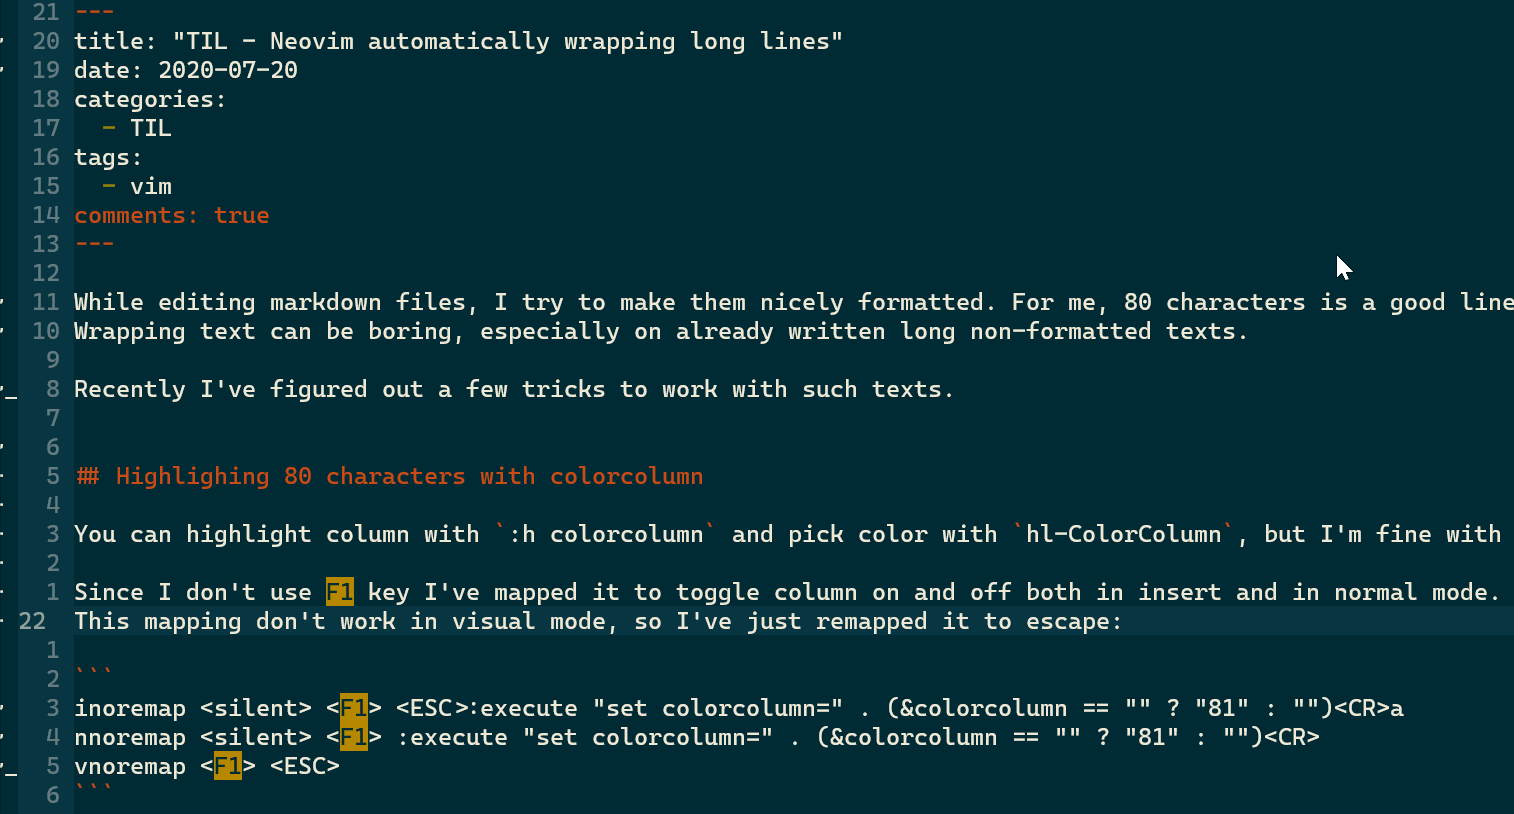 21 ---
20 title: "TIL - Neovim automatically wrapping long lines"
19 date: 2020-07-20
18 categories:
17   - TIL
16 tags:
15   - vim
14 comments: true
13 ---
12
11 While editing markdown files, I try to make them nicely formatted. For me, 80 characters is a good line
10 Wrapping text can be boring, especially on already written long non-formatted texts.
9
8 Recently I've figured out a few tricks to work with such texts.
7
6
5 ## Highlighing 80 characters with colorcolumn
4
3 You can highlight column with `:h colorcolumn` and pick color with `hl-ColorColumn`, but I'm fine with
2
1 Since I don't use F1 key I've mapped it to toggle column on and off both in insert and in normal mode.
22 This mapping don't work in visual mode, so I've just remapped it to escape:
1
2 ```
3 inoremap <silent> <F1> <ESC>:execute "set colorcolumn=" . (&colorcolumn == "" ? "81" : "")<CR>a
4 nnoremap <silent> <F1> :execute "set colorcolumn=" . (&colorcolumn == "" ? "81" : "")<CR>
5 vnoremap <F1> <ESC>
6 ```